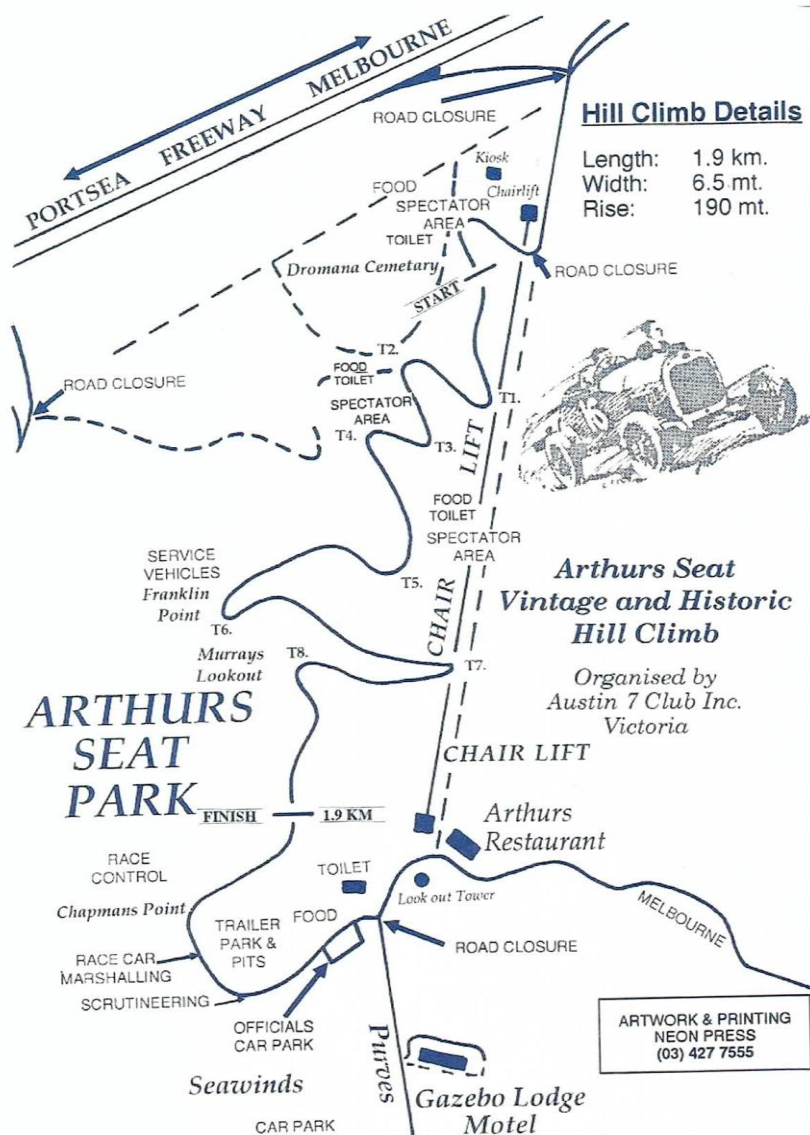 PORTSEA FREEWAY MELBOURNE
ROAD CLOSURE
Hill Climb Details
Length: 1.9 km.
Width: 6.5 mt.
Rise: 190 mt.
Kiosk
Chairlift
FOOD
SPECTATOR
AREA
TOILET
Dromana Cemetary
START
ROAD CLOSURE
T2.
FOOD
TOILET
ROAD CLOSURE
SPECTATOR
AREA
T1.
T4.
T3.
LIFT
FOOD
TOILET
SPECTATOR
AREA
SERVICE
VEHICLES
Franklin
Point
T5.
CHAIR
T6.
Arthurs Seat
Vintage and Historic
Hill Climb
Murrays
Lookout
T8.
T7.
Organised by
Austin 7 Club Inc.
Victoria
ARTHURS
SEAT
PARK
CHAIR LIFT
FINISH 1.9 KM
Arthurs
Restaurant
RACE
CONTROL
TOILET
Chapmans Point
FOOD
Look out Tower
MELBOURNE
TRAILER
PARK &
PITS
ROAD CLOSURE
RACE CAR
MARSHALLING
SCRUTINEERING
OFFICIALS
CAR PARK
ARTWORK & PRINTING
NEON PRESS
(03) 427 7555
Purves
Seawinds
Gazebo Lodge
Motel
CAR PARK